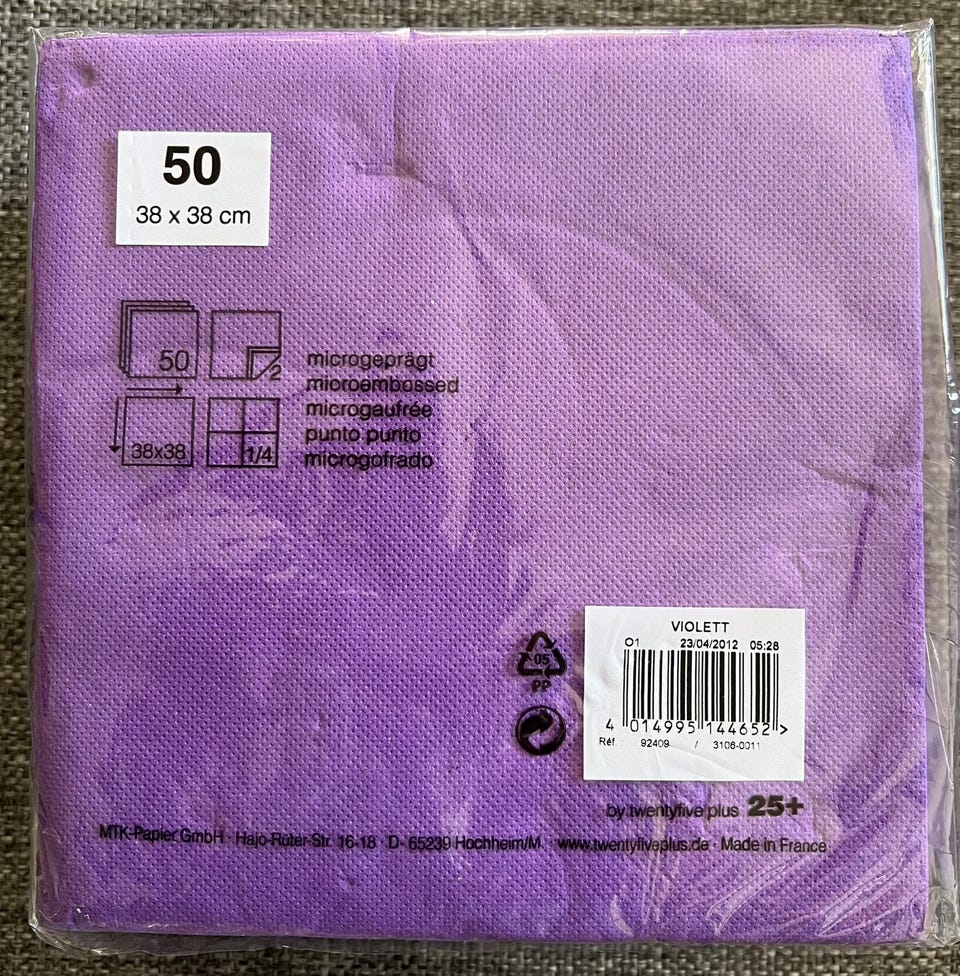 50
38 x 38 cm
50
2
microgeprägt
microembossed
microgaufrée
punto punto
microgofrado
38x38
1/4
VIOLETT
O1 23/04/2012 05:28
4 014995 144652 >
Réf. : 92409 / 3106-0011
05
PP
by twentyfive plus 25+
MTK-Papier GmbH · Hajo-Rüter-Str. 16-18 · D- 65239 Hochheim/M · www.twentyfiveplus.de · Made in France